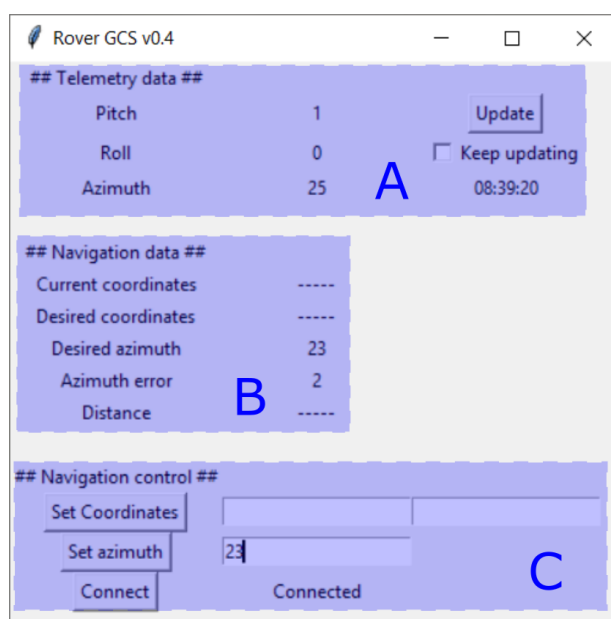 Rover GCS v0.4
## Telemetry data ##
Pitch 1 Update
Roll 0 Keep updating
Azimuth 25 A 08:39:20
## Navigation data ##
Current coordinates -----
Desired coordinates -----
Desired azimuth 23
Azimuth error 2 B
Distance -----
## Navigation control ##
Set Coordinates
Set azimuth 23
Connect Connected C